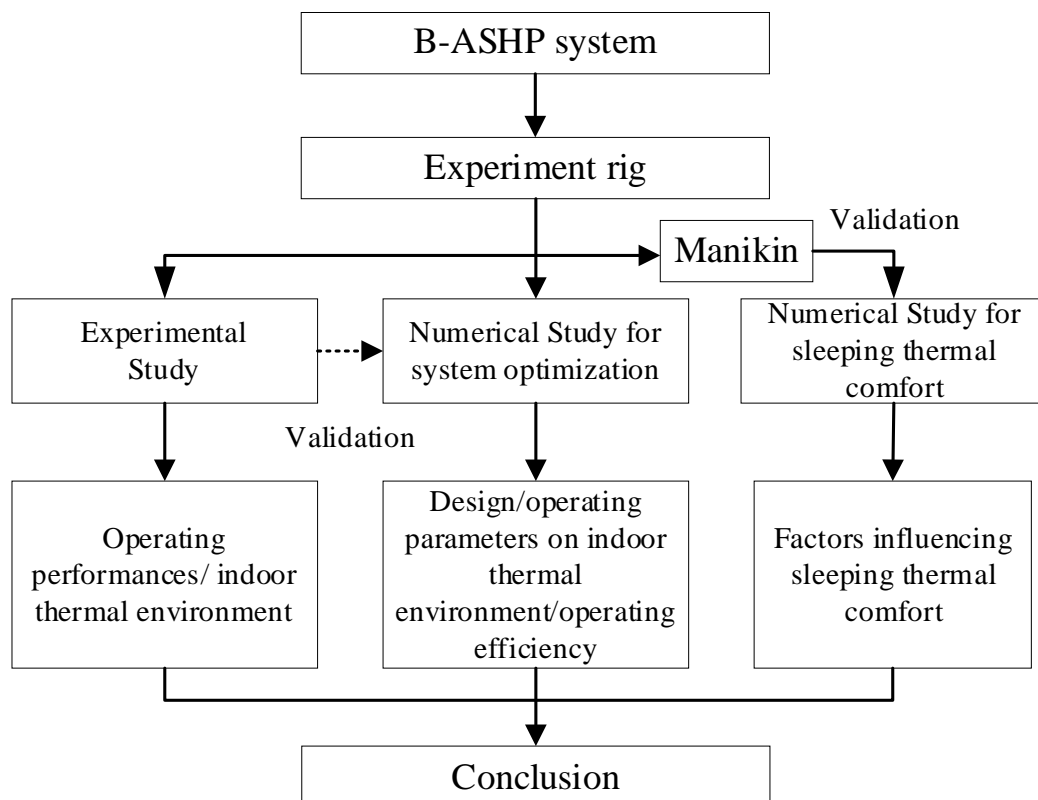 B-ASHP system
Experiment rig
Validation
Manikin
Experimental
Study
Numerical Study for
system optimization
Numerical Study for
sleeping thermal
comfort
Validation
Operating
performances/ indoor
thermal environment
Design/operating
parameters on indoor
thermal
environment/operating
efficiency
Factors influencing
sleeping thermal
comfort
Conclusion